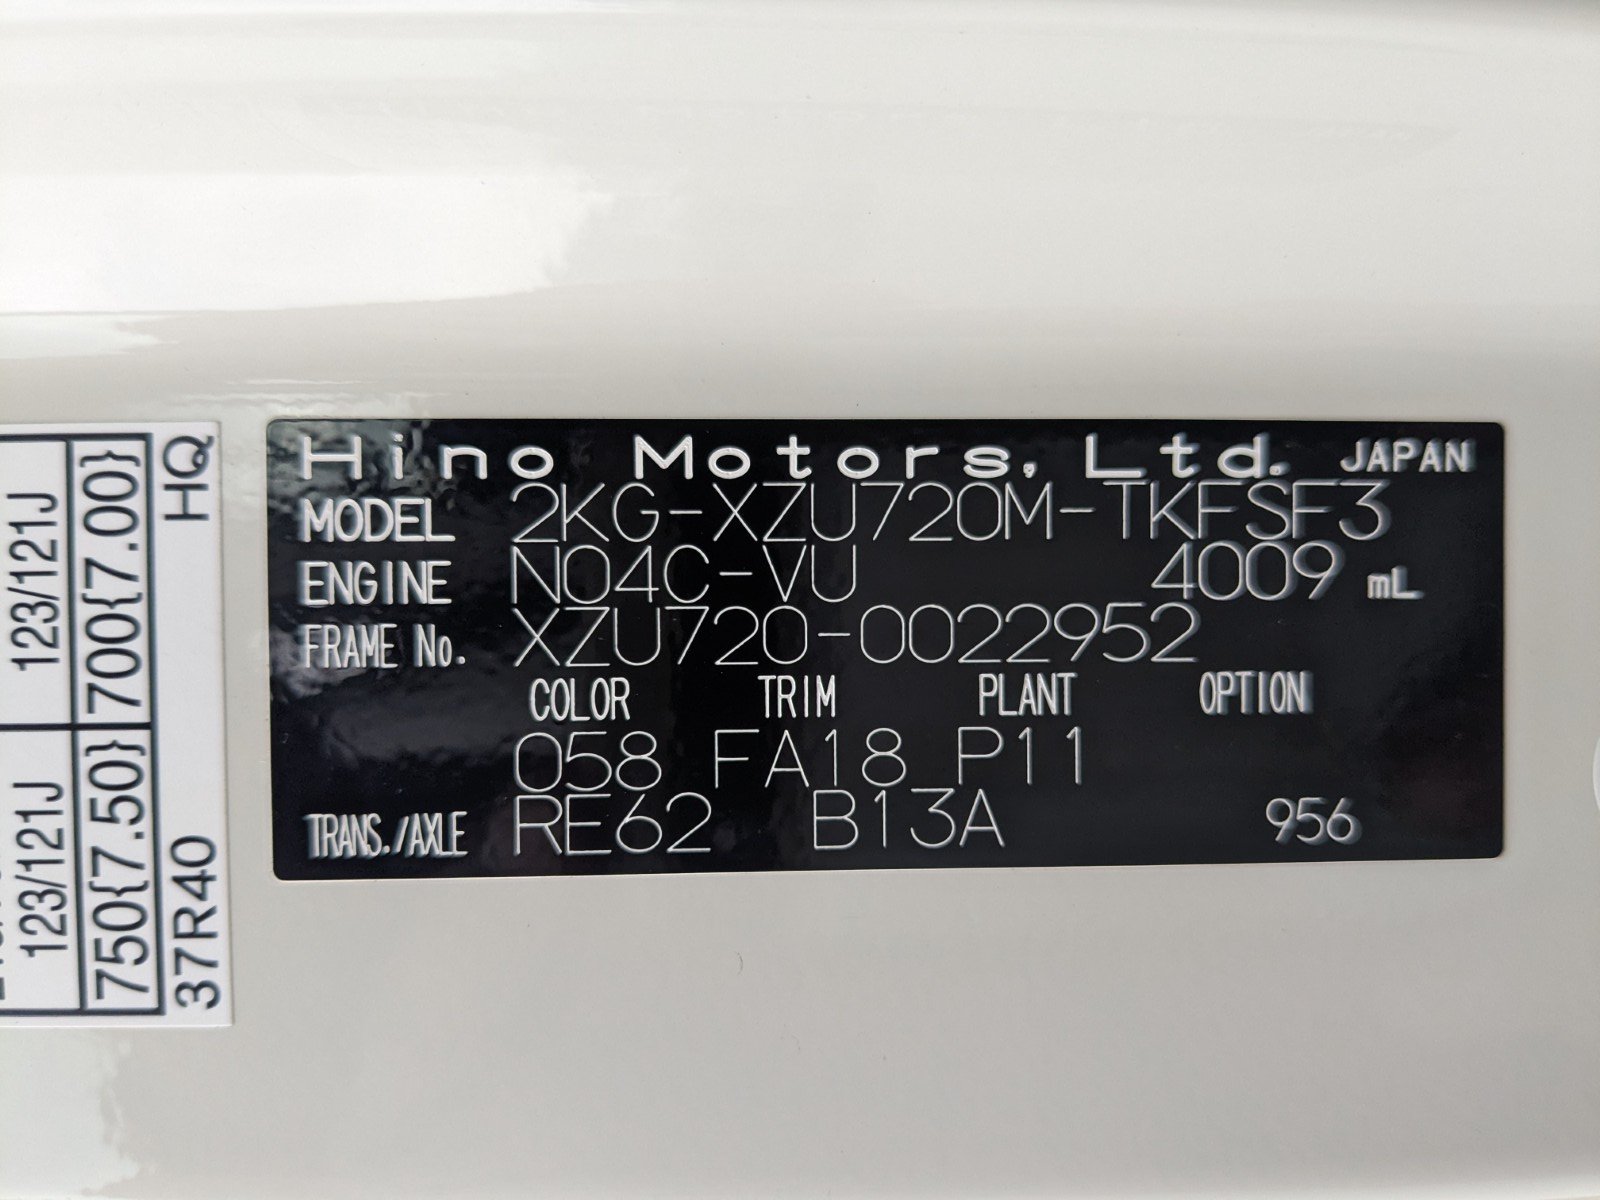 Hino Motors, Ltd. JAPAN
MODEL 2KG-XZU720M-TKFSF3
ENGINE N04C-VU 4009 mL
FRAME No. XZU720-0022952
COLOR TRIM PLANT OPTION
058 FA18 P11
TRANS./AXLE RE62 B13A 956
123/121J 123/121J
750{7.50} 700{7.00}
37R40 HQ